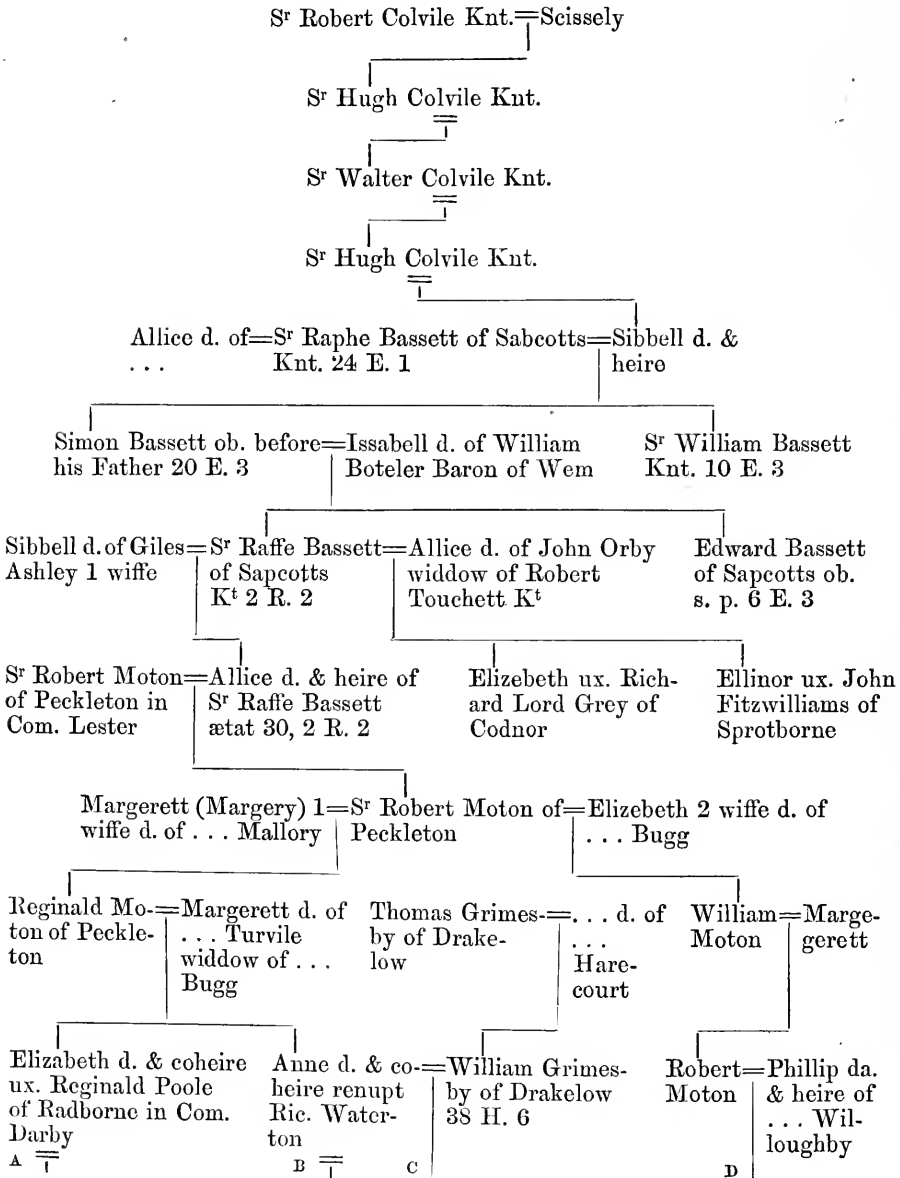 Sr Robert Colvile Knt.=Scissely
Sr Hugh Colvile Knt.
Sr Walter Colvile Knt.
Sr Hugh Colvile Knt.
Allice d. of=Sr Raphe Bassett of Sabcotts=Sibbell d. &
... Knt. 24 E. 1 heire
Simon Bassett ob. before=Issabell d. of William Sr William Bassett
his Father 20 E. 3 Boteler Baron of Wem Knt. 10 E. 3
Sibbell d. of Giles=Sr Raffe Bassett=Allice d. of John Orby Edward Bassett
Ashley 1 wiffe of Sapcotts widdow of Robert of Sapcotts ob.
Kt 2 R. 2 Touchett Kt s. p. 6 E. 3
Sr Robert Moton=Allice d. & heire of Elizebeth ux. Rich- Ellinor ux. John
of Peckleton in Sr Raffe Bassett ard Lord Grey of Fitzwilliams of
Com. Lester ætat 30, 2 R. 2 Codnor Sprotborne
Margerett (Margery) 1=Sr Robert Moton of=Elizebeth 2 wiffe d. of
wiffe d. of ... Mallory Peckleton ... Bugg
Reginald Mo-=Margerett d. of Thomas Grimes-=... d. of William=Marge-
ton of Peckle- ... Turvile by of Drake- ... Moton gerett
ton widdow of ... low Hare-
Bugg court
Elizabeth d. & coheire Anne d. & co-=William Grimes- Robert=Phillip da.
ux. Reginald Poole heire renupt by of Drakelow Moton & heire of
of Radborne in Com. Ric. Water- 38 H. 6 ... Wil-
Darby ton loughby
A B C D